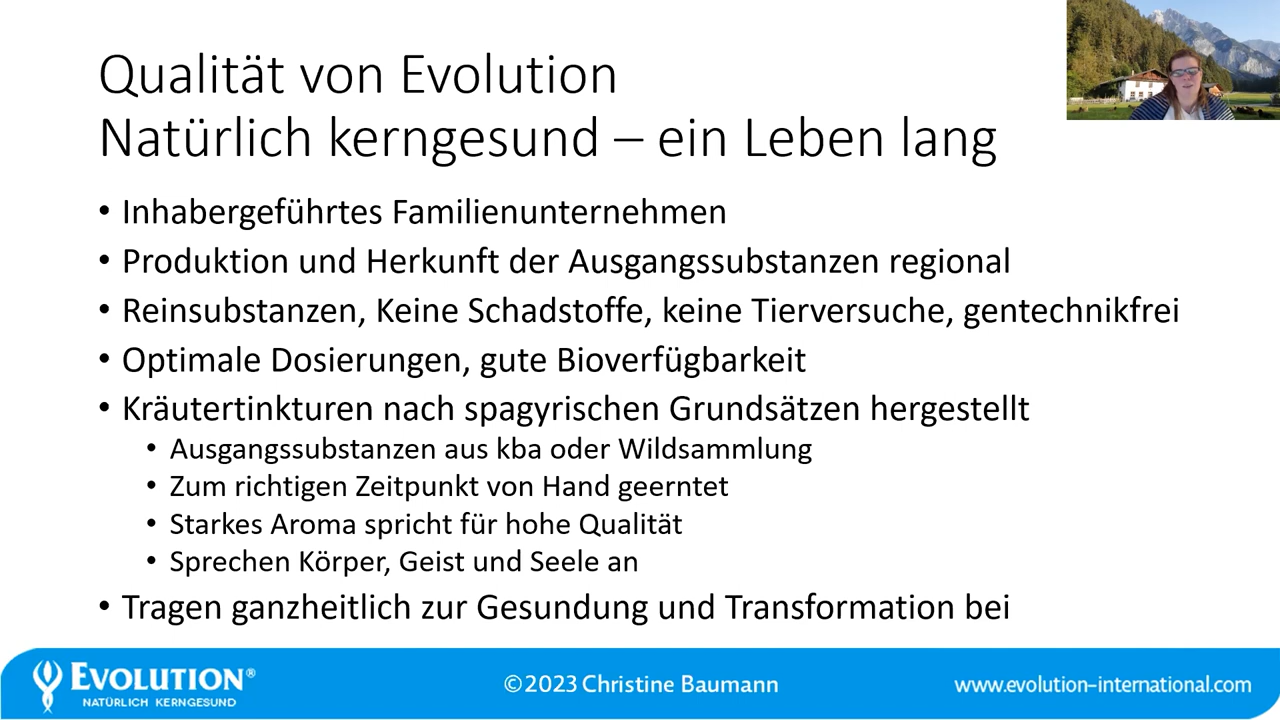 Qualität von Evolution
Natürlich kerngesund – ein Leben lang
• Inhabergeführtes Familienunternehmen
• Produktion und Herkunft der Ausgangssubstanzen regional
• Reinsubstanzen, Keine Schadstoffe, keine Tierversuche, gentechnikfrei
• Optimale Dosierungen, gute Bioverfügbarkeit
• Kräutertinkturen nach spagyrischen Grundsätzen hergestellt
• Ausgangssubstanzen aus kba oder Wildsammlung
• Zum richtigen Zeitpunkt von Hand geerntet
• Starkes Aroma spricht für hohe Qualität
• Sprechen Körper, Geist und Seele an
• Tragen ganzheitlich zur Gesundung und Transformation bei
EVOLUTION®
NATÜRLICH KERNGESUND
©2023 Christine Baumann
www.evolution-international.com